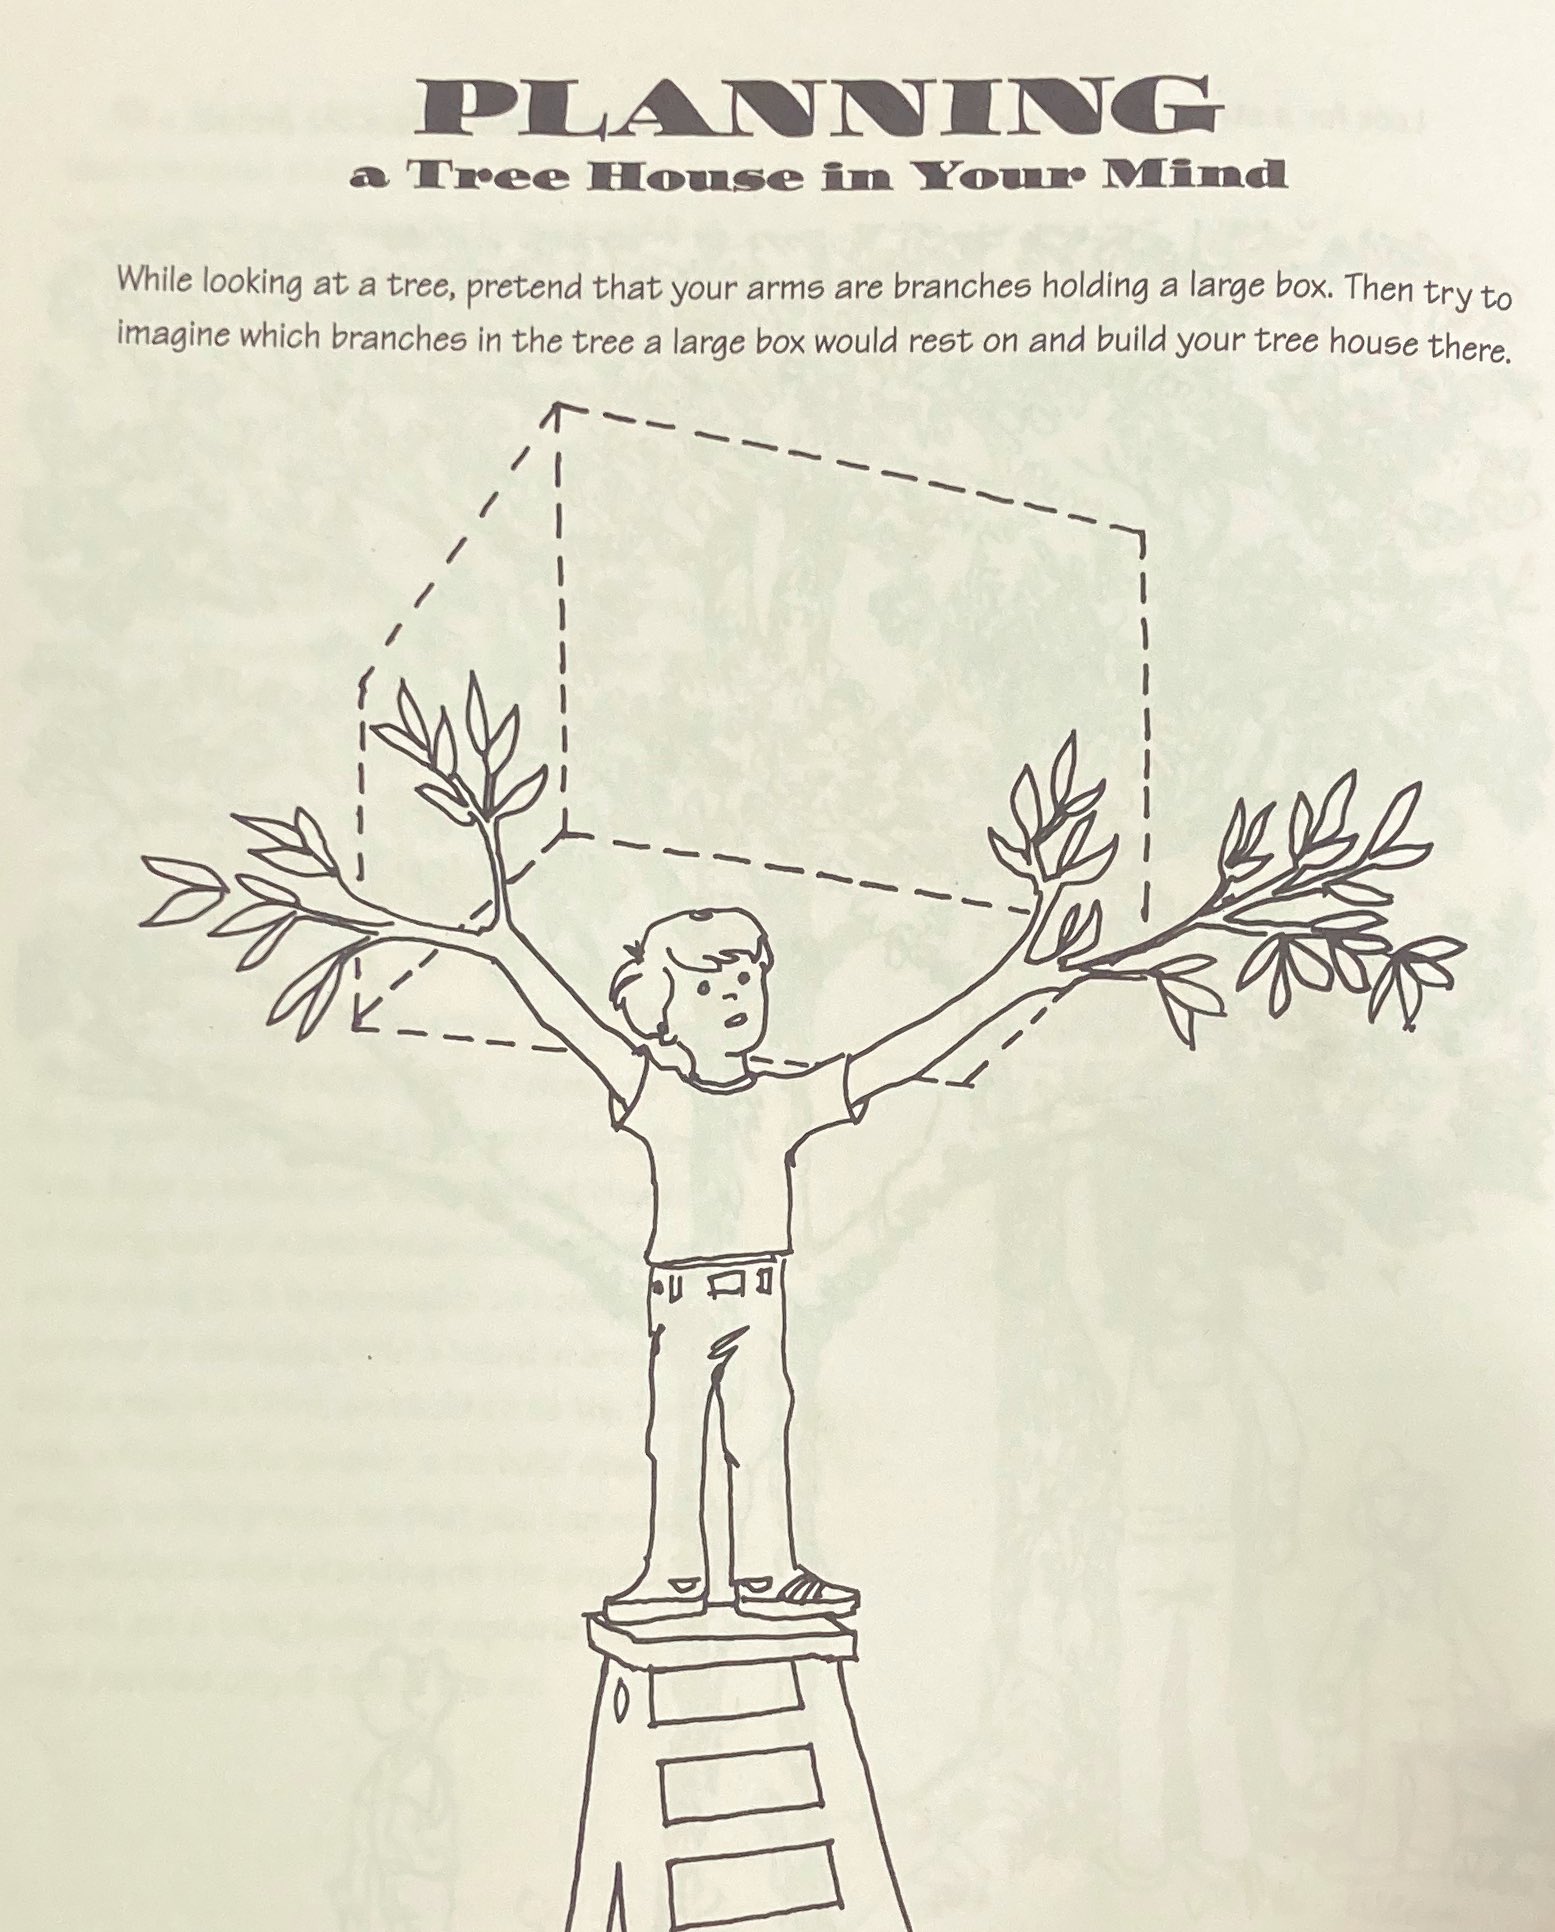 PLANNING
a Tree House in Your Mind
While looking at a tree, pretend that your arms are branches holding a large box. Then try to
imagine which branches in the tree a large box would rest on and build your tree house there.